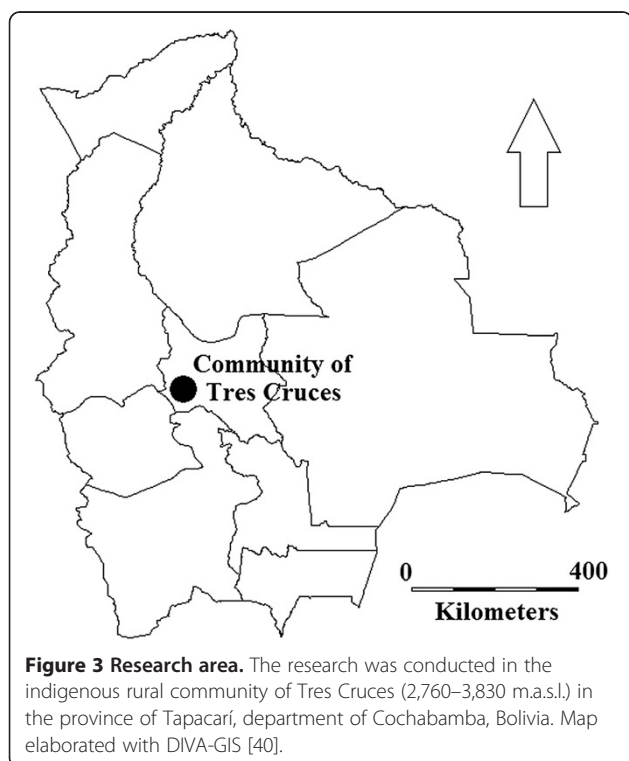 Community of
Tres Cruces
0 400
Kilometers
Figure 3 Research area. The research was conducted in the
indigenous rural community of Tres Cruces (2,760–3,830 m.a.s.l.) in
the province of Tapacarí, department of Cochabamba, Bolivia. Map
elaborated with DIVA-GIS [40].